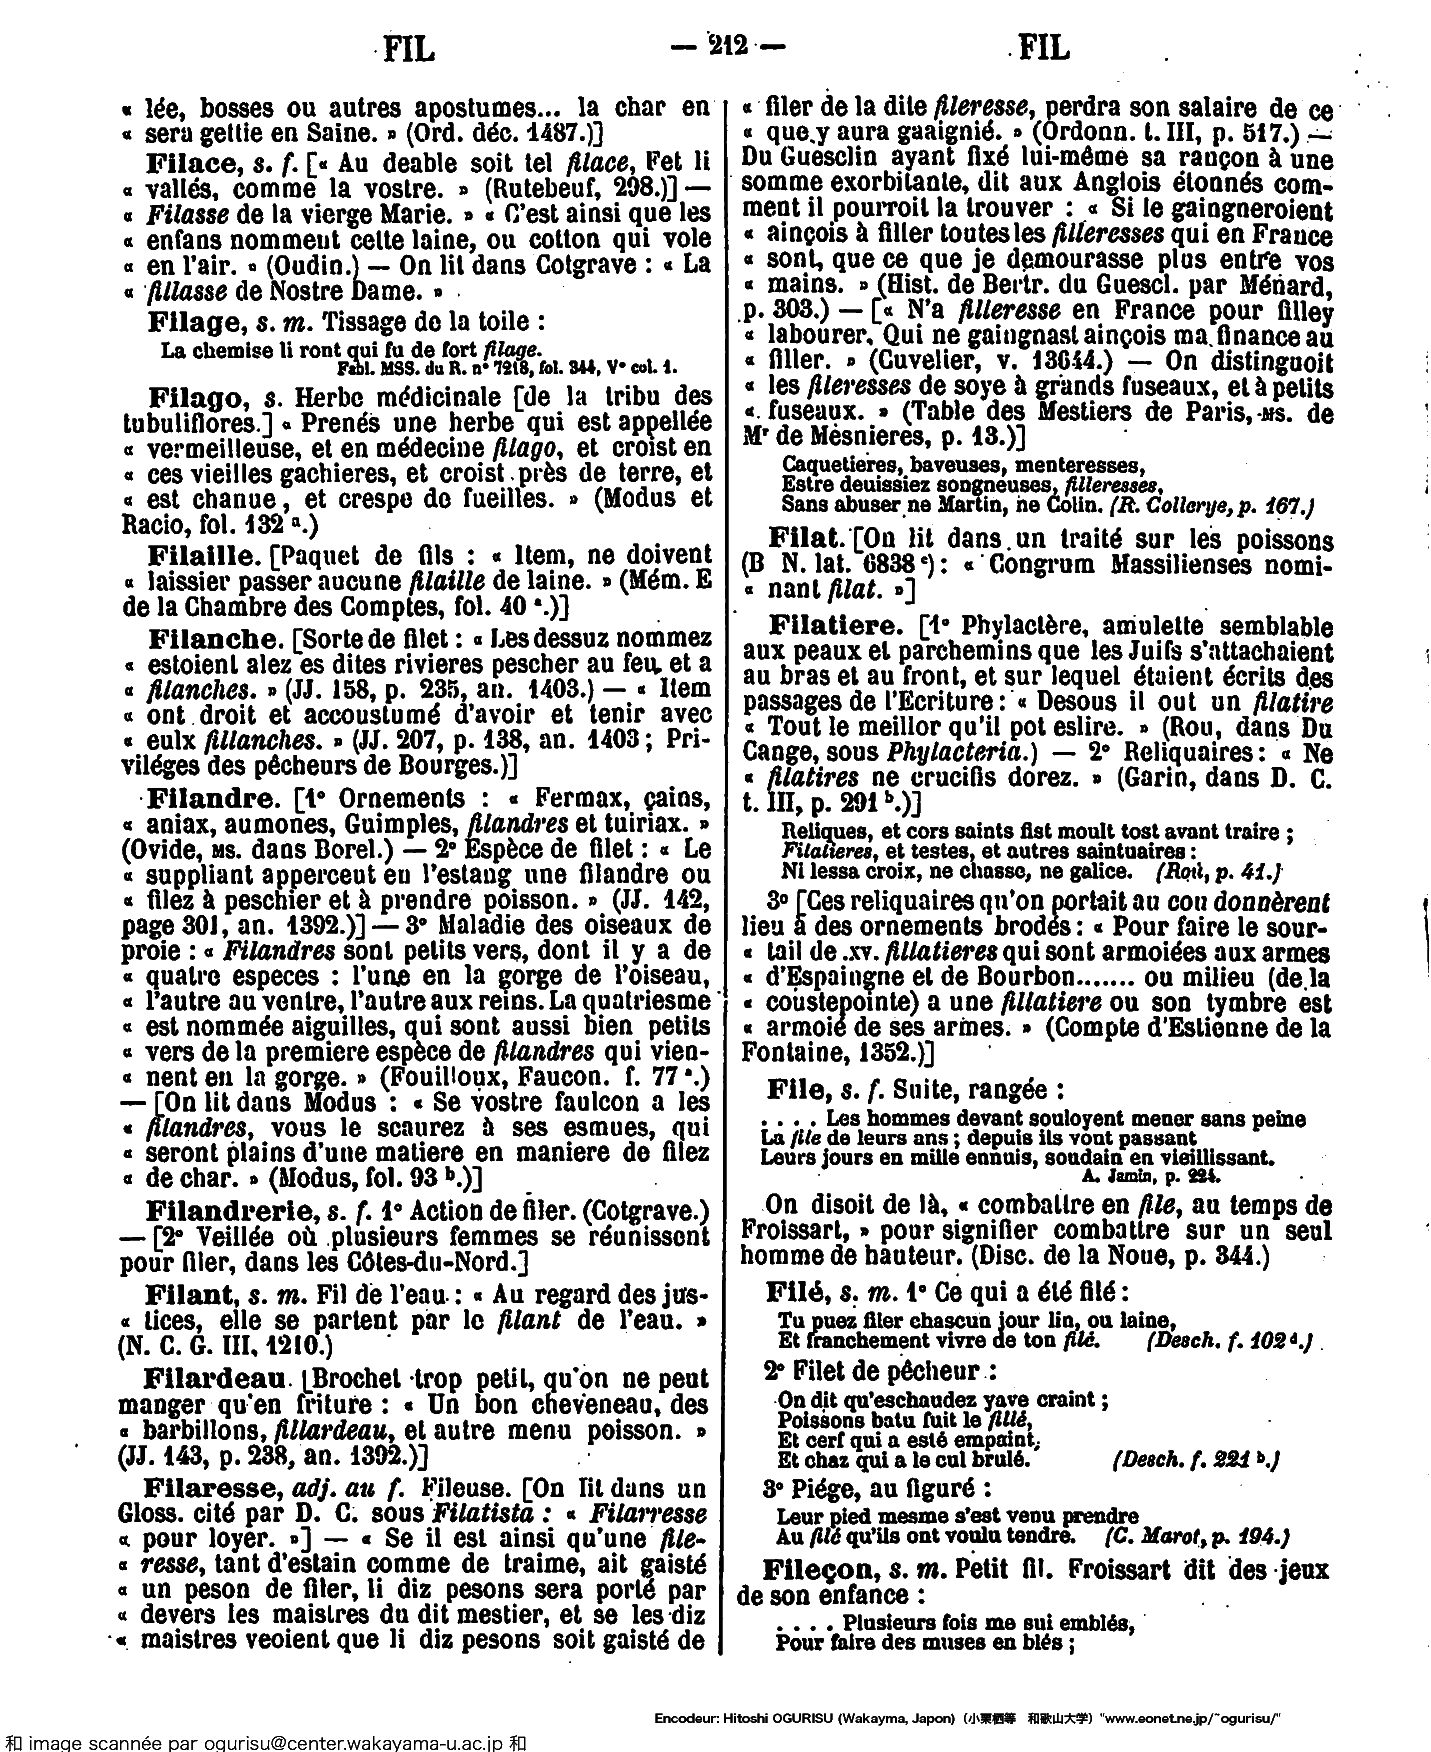 FIL — 212 — FIL
« lée, bosses ou autres apostumes... la char en
« sera gettie en Saine. » (Ord. déc. 1487.)]
Filace, s. f. [« Au deable soit tel filace, Fet li
« vallés, comme la vostre. » (Rutebeuf, 298.)] —
« Filasse de la vierge Marie. » « C'est ainsi que les
« enfans nomment cette laine, ou cotton qui vole
« en l'air. » (Oudin.) — On lit dans Cotgrave : « La
« fillasse de Nostre Dame. »
Filage, s. m. Tissage de la toile :
La chemise li ront qui fu de fort filage.
Fabl. MSS. du R. n° 7218, fol. 344, V° col. 1.
Filago, s. Herbe médicinale [de la tribu des
tubuliflores.] « Prenés une herbe qui est appellée
« vermeilleuse, et en médecine filago, et croist en
« ces vieilles gachieres, et croist près de terre, et
« est chanue, et crespe de fueilles. » (Modus et
Racio, fol. 132 a.)
Filaille. [Paquet de fils : « Item, ne doivent
« laissier passer aucune filaille de laine. » (Mém. E
de la Chambre des Comptes, fol. 40 a.)]
Filanche. [Sorte de filet : « Les dessuz nommez
« estoient alez es dites rivieres pescher au feu, et a
« filanches. » (JJ. 158, p. 235, an. 1403.) — « Item
« ont droit et accoustumé d'avoir et tenir avec
« eulx fillanches. » (JJ. 207, p. 138, an. 1403 ; Pri-
viléges des pêcheurs de Bourges.)]
Filandre. [1° Ornements : « Fermax, çains,
« aniax, aumones, Guimples, filandres et tuiriax. »
(Ovide, MS. dans Borel.) — 2° Espèce de filet : « Le
« suppliant apperceut en l'estang une filandre ou
« filez à peschier et à prendre poisson. » (JJ. 142,
page 301, an. 1392.)] — 3° Maladie des oiseaux de
proie : « Filandres sont petits vers, dont il y a de
« quatre especes : l'une en la gorge de l'oiseau,
« l'autre au ventre, l'autre aux reins. La quatriesme
« est nommée aiguilles, qui sont aussi bien petits
« vers de la premiere espèce de filandres qui vien-
« nent en la gorge. » (Fouilloux, Faucon. f. 77 a.)
— [On lit dans Modus : « Se vostre faulcon a les
« filandres, vous le scaurez à ses esmues, qui
« seront plains d'une matiere en maniere de filez
« de char. » (Modus, fol. 93 b.)]
Filandrerie, s. f. 1° Action de filer. (Cotgrave.)
— [2° Veillée où plusieurs femmes se réunissent
pour filer, dans les Côtes-du-Nord.]
Filant, s. m. Fil de l'eau : « Au regard des jus-
« tices, elle se partent par le filant de l'eau. »
(N. C. G. III, 1210.)
Filardeau. [Brochet trop petit, qu'on ne peut
manger qu'en friture : « Un bon cheveneau, des
« barbillons, fillardeau, et autre menu poisson. »
(JJ. 143, p. 238, an. 1392.)]
Filaresse, adj. au f. Fileuse. [On lit dans un
Gloss. cité par D. C. sous Filatista : « Filarresse
« pour loyer. »] — « Se il est ainsi qu'une file-
« resse, tant d'estain comme de traime, ait gaisté
« un peson de filer, li diz pesons sera porté par
« devers les maistres du dit mestier, et se les diz
« maistres veoient que li diz pesons soit gaisté de
« filer de la dite fileresse, perdra son salaire de ce
« que y aura gaaignié. » (Ordonn. t. III, p. 517.) —
Du Guesclin ayant fixé lui-même sa rançon à une
somme exorbitante, dit aux Anglois étonnés com-
ment il pourroit la trouver : « Si le gaingneroient
« ainçois à filler toutes les filleresses qui en France
« sont, que ce que je demourasse plus entre vos
« mains. » (Hist. de Bertr. du Guescl. par Ménard,
p. 303.) — [« N'a filleresse en France pour filley
« labourer, Qui ne gaingnast ainçois ma finance au
« filler. » (Cuvelier, v. 13644.) — On distinguoit
« les fileresses de soye à grands fuseaux, et à petits
« fuseaux. » (Table des Mestiers de Paris, MS. de
Mr de Mesnieres, p. 13.)]
Caquetieres, baveuses, menteresses,
Estre deuissiez songneuses, filleresses,
Sans abuser ne Martin, ne Colin. (R. Collerye, p. 167.)
Filat. [On lit dans un traité sur les poissons
(B N. lat. 6838 c) : « Congrum Massilienses nomi-
« nant filat. »]
Filatiere. [1° Phylactère, amulette semblable
aux peaux et parchemins que les Juifs s'attachaient
au bras et au front, et sur lequel étaient écrits des
passages de l'Ecriture : « Desous il out un filatire
« Tout le meillor qu'il pot eslire. » (Rou, dans Du
Cange, sous Phylacteria.) — 2° Reliquaires : « Ne
« filatires ne crucifis dorez. » (Garin, dans D. C.
t. III, p. 291 b.)]
Reliques, et cors saints fist moult tost avant traire ;
Filatieres, et testes, et autres saintuaires :
Ni lessa croix, ne chasse, ne galice. (Rou, p. 41.)
3° [Ces reliquaires qu'on portait au cou donnèrent
lieu à des ornements brodés : « Pour faire le sour-
« tail de .xv. fillatieres qui sont armoiées aux armes
« d'Espaingne et de Bourbon....... ou milieu (de la
« coustepointe) a une fillatiere ou son tymbre est
« armoié de ses armes. » (Compte d'Estienne de la
Fontaine, 1352.)]
File, s. f. Suite, rangée :
. . . . Les hommes devant souloyent mener sans peine
La file de leurs ans ; depuis ils vont passant
Leurs jours en mille ennuis, soudain en vieillissant.
A. Jamin, p. 224.
On disoit de là, « combattre en file, au temps de
Froissart, » pour signifier combattre sur un seul
homme de hauteur. (Disc. de la Noue, p. 344.)
Filé, s. m. 1° Ce qui a été filé :
Tu puez filer chascun jour lin, ou laine,
Et franchement vivre de ton filé. (Desch. f. 102 d.)
2° Filet de pêcheur :
On dit qu'eschaudez yave craint ;
Poissons batu fuit le fillé,
Et cerf qui a esté empaint,
Et chaz qui a le cul brulé. (Desch. f. 221 b.)
3° Piége, au figuré :
Leur pied mesme s'est venu prendre
Au filé qu'ils ont voulu tendre. (C. Marot, p. 194.)
Fileçon, s. m. Petit fil. Froissart dit des jeux
de son enfance :
. . . . Plusieurs fois me sui emblés,
Pour faire des muses en blés ;
Encodeur: Hitoshi OGURISU (Wakayma, Japon) (小栗栖等 和歌山大学) "www.eonet.ne.jp/~ogurisu/"
和 image scannée par ogurisu@center.wakayama-u.ac.jp 和